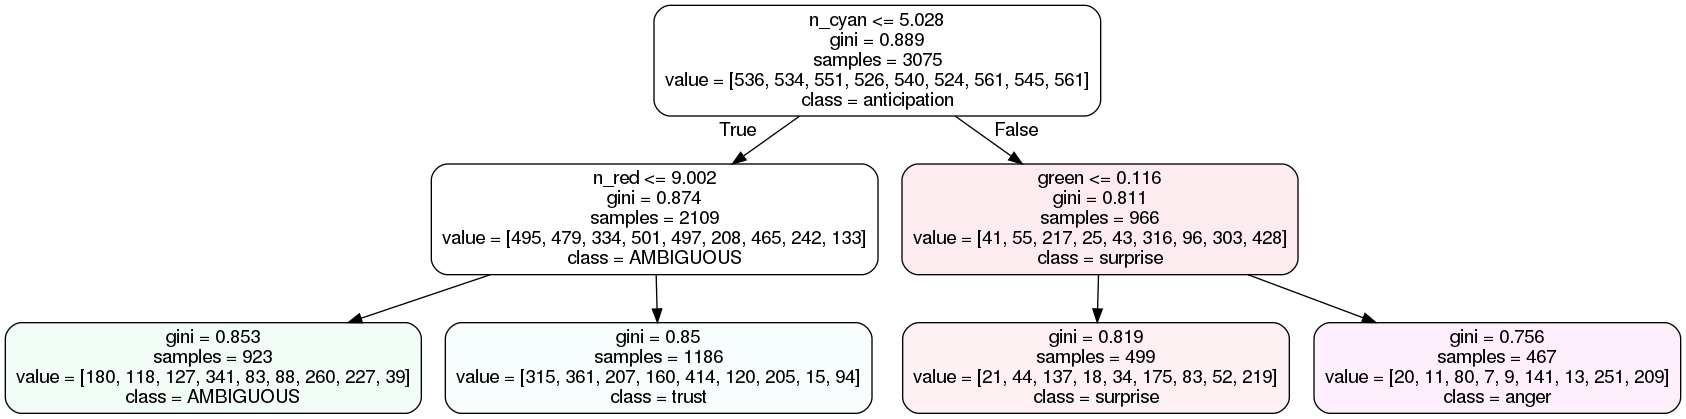 n_cyan <= 5.028
gini = 0.889
samples = 3075
value = [536, 534, 551, 526, 540, 524, 561, 545, 561]
class = anticipation
True
False
n_red <= 9.002
gini = 0.874
samples = 2109
value = [495, 479, 334, 501, 497, 208, 465, 242, 133]
class = AMBIGUOUS
green <= 0.116
gini = 0.811
samples = 966
value = [41, 55, 217, 25, 43, 316, 96, 303, 428]
class = surprise
gini = 0.853
samples = 923
value = [180, 118, 127, 341, 83, 88, 260, 227, 39]
class = AMBIGUOUS
gini = 0.85
samples = 1186
value = [315, 361, 207, 160, 414, 120, 205, 15, 94]
class = trust
gini = 0.819
samples = 499
value = [21, 44, 137, 18, 34, 175, 83, 52, 219]
class = surprise
gini = 0.756
samples = 467
value = [20, 11, 80, 7, 9, 141, 13, 251, 209]
class = anger